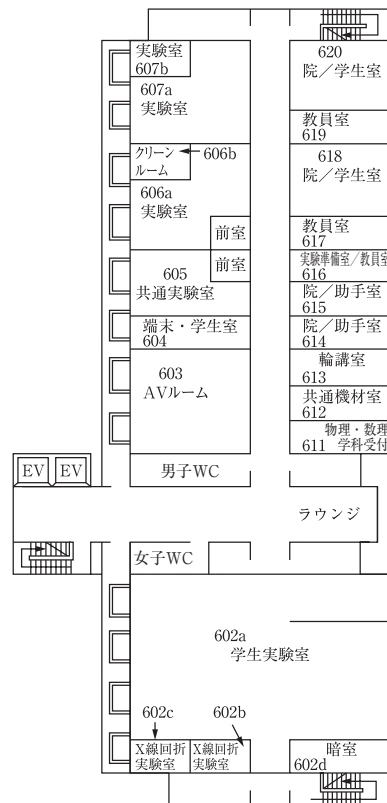 実験室
607b
607a
実験室
クリーン
ルーム
606b
606a
実験室
前室
前室
605
共通実験室
端末・学生室
604
603
AVルーム
620
院/学生室
教員室
619
618
院/学生室
教員室
617
実験準備室/教員室
616
院/助手室
615
院/助手室
614
輪講室
613
共通機材室
612
物理・数理
611 学科受付
EV EV
男子WC
ラウンジ
女子WC
602a
学生実験室
602c
602b
X線回折
実験室
X線回折
実験室
暗室
602d